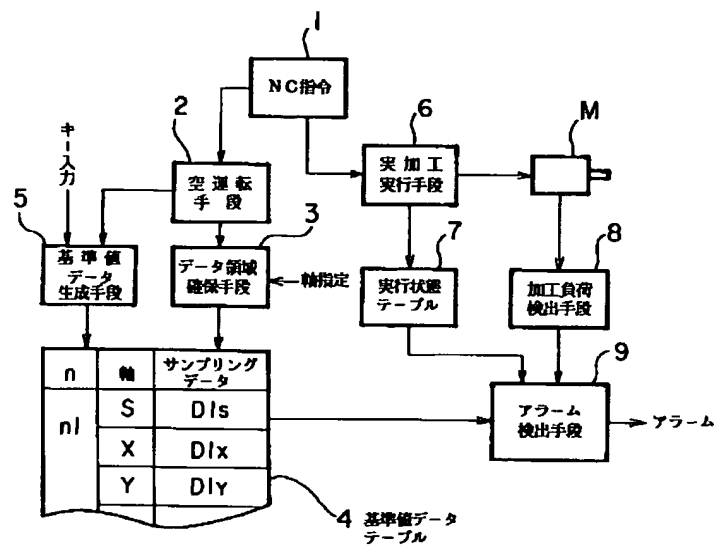 1
NC指令
2
空運転
手段
キー入力
5
基準値
データ
生成手段
3
データ領域
確保手段
軸指定
6
実加工
実行手段
M
7
実行状態
テーブル
8
加工負荷
検出手段
9
アラーム
検出手段
アラーム
n
軸
サンプリング
データ
n1
S
D1s
X
D1x
Y
D1Y
4
基準値データ
テーブル